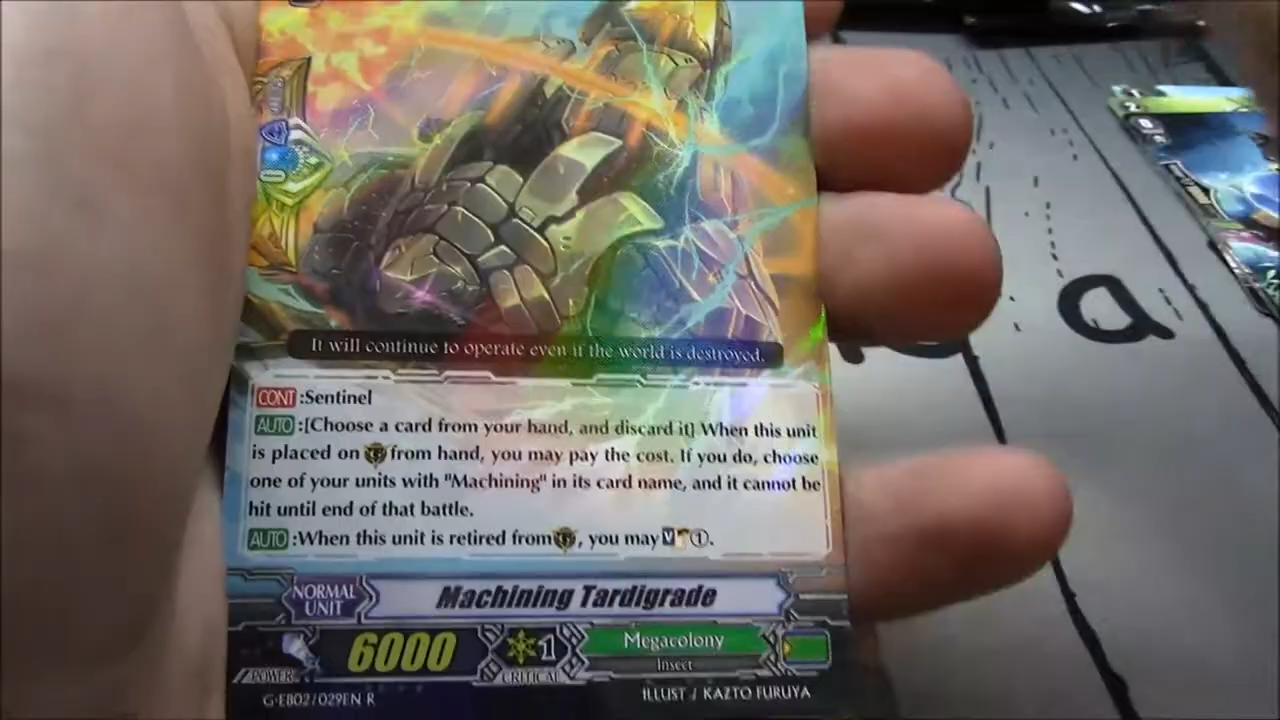 0
It will continue to operate even if the world is destroyed.
CONT:Sentinel
AUTO:[Choose a card from your hand, and discard it] When this unit
is placed on from hand, you may pay the cost. If you do, choose
one of your units with "Machining" in its card name, and it cannot be
hit until end of that battle.
AUTO:When this unit is retired from , you may V 1.
NORMAL
UNIT
Machining Tardigrade
POWER
6000
1
CRITICAL
Megacolony
Insect
G-EB02/029EN R
ILLUST / KAZTO FURUYA
a